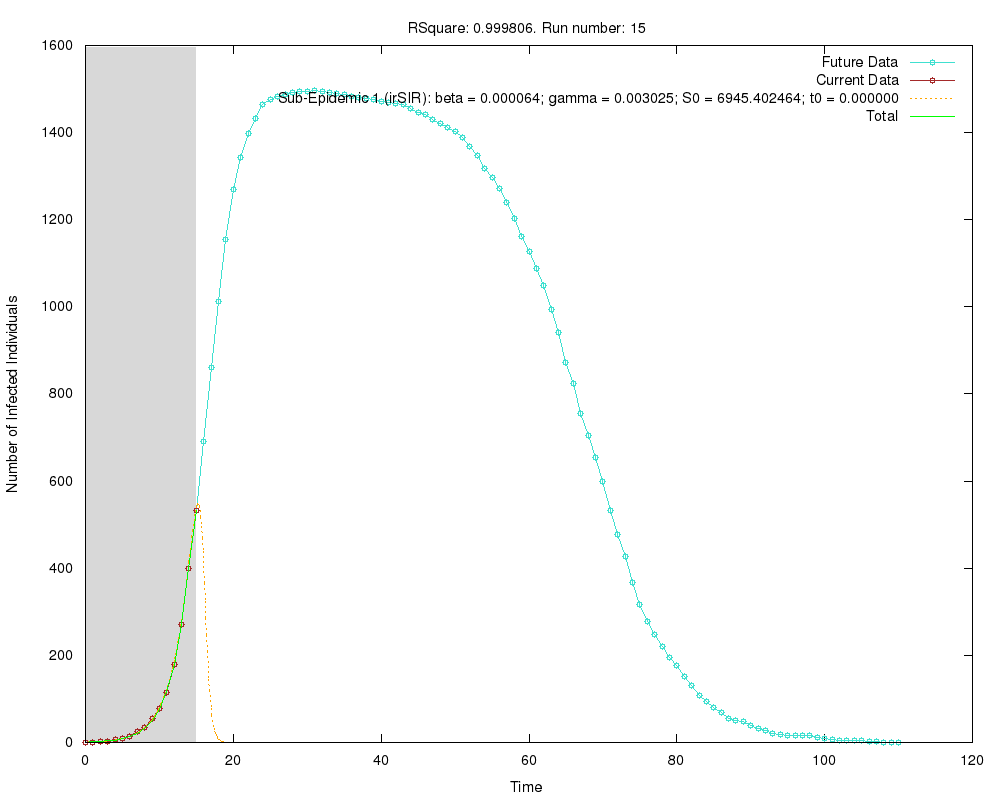 RSquare: 0.999806. Run number: 15
1600
1400
1200
1000
800
600
400
200
0
0 20 40 60 80 100 120
Number of Infected Individuals
Time
Future Data
Current Data
Sub-Epidemic 1 (irSIR): beta = 0.000064; gamma = 0.003025; S0 = 6945.402464; t0 = 0.000000
Total